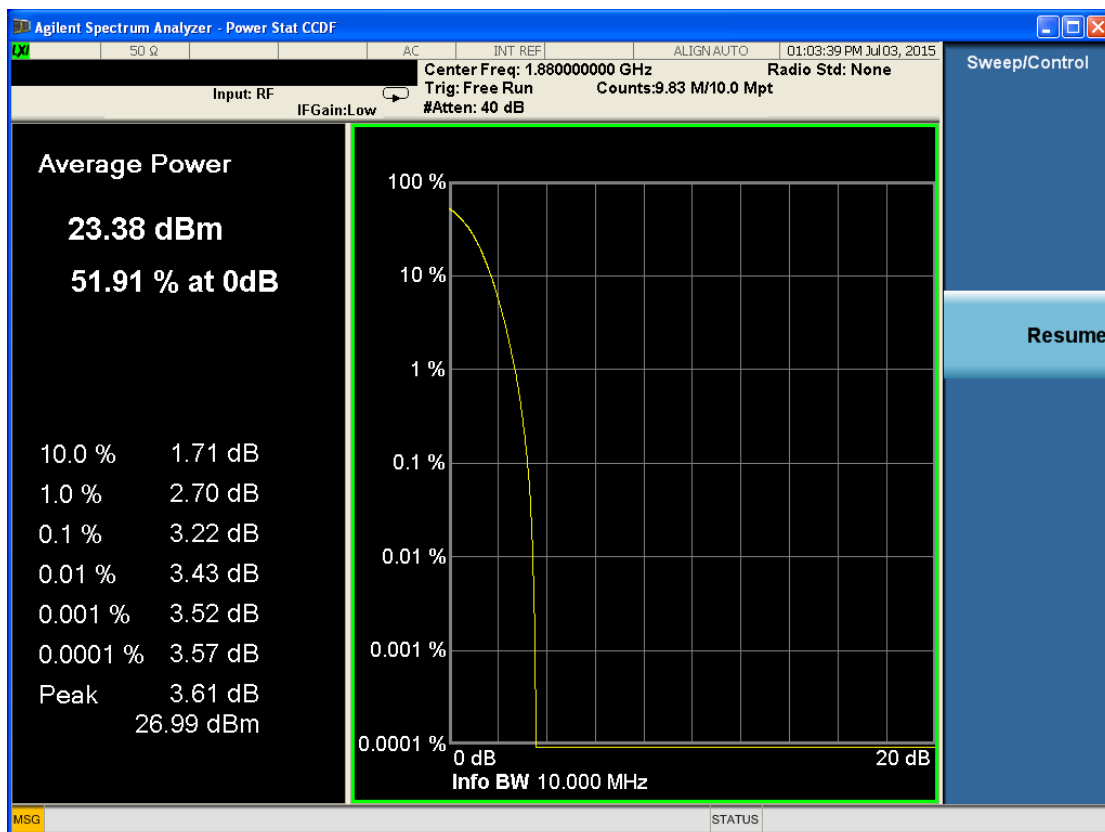 Agilent Spectrum Analyzer - Power Stat CCDF
LXI 50 Ω AC INT REF ALIGN AUTO 01:03:39 PM Jul 03, 2015
Center Freq: 1.880000000 GHz Radio Std: None
Input: RF Trig: Free Run Counts:9.83 M/10.0 Mpt
IFGain:Low #Atten: 40 dB
Sweep/Control
Resume
Average Power
23.38 dBm
51.91 % at 0dB
10.0 % 1.71 dB
1.0 % 2.70 dB
0.1 % 3.22 dB
0.01 % 3.43 dB
0.001 % 3.52 dB
0.0001 % 3.57 dB
Peak 3.61 dB
26.99 dBm
100 %
10 %
1 %
0.1 %
0.01 %
0.001 %
0.0001 %
0 dB 20 dB
Info BW 10.000 MHz
MSG STATUS